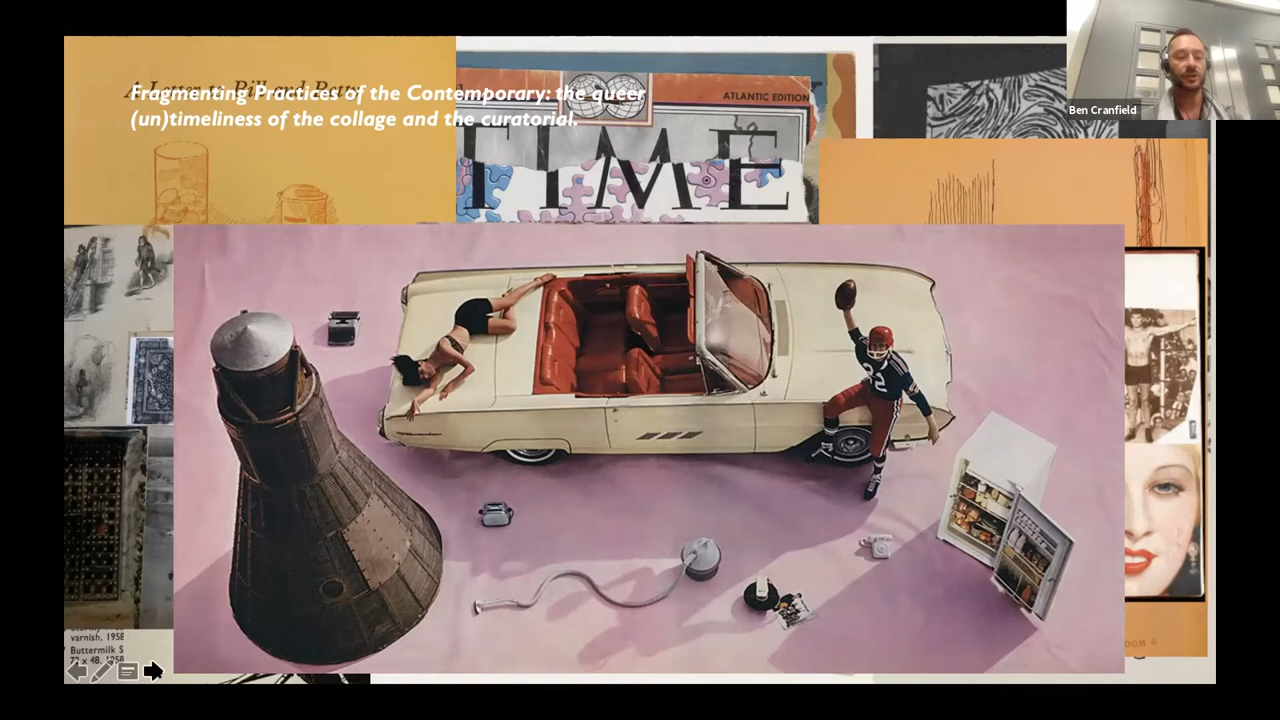 Ben Cranfield
Fragmenting Practices of the Contemporary: the queer
(un)timeliness of the collage and the curatorial.
ATLANTIC EDITION
TIME
22
varnish. 1958
Buttermilk S